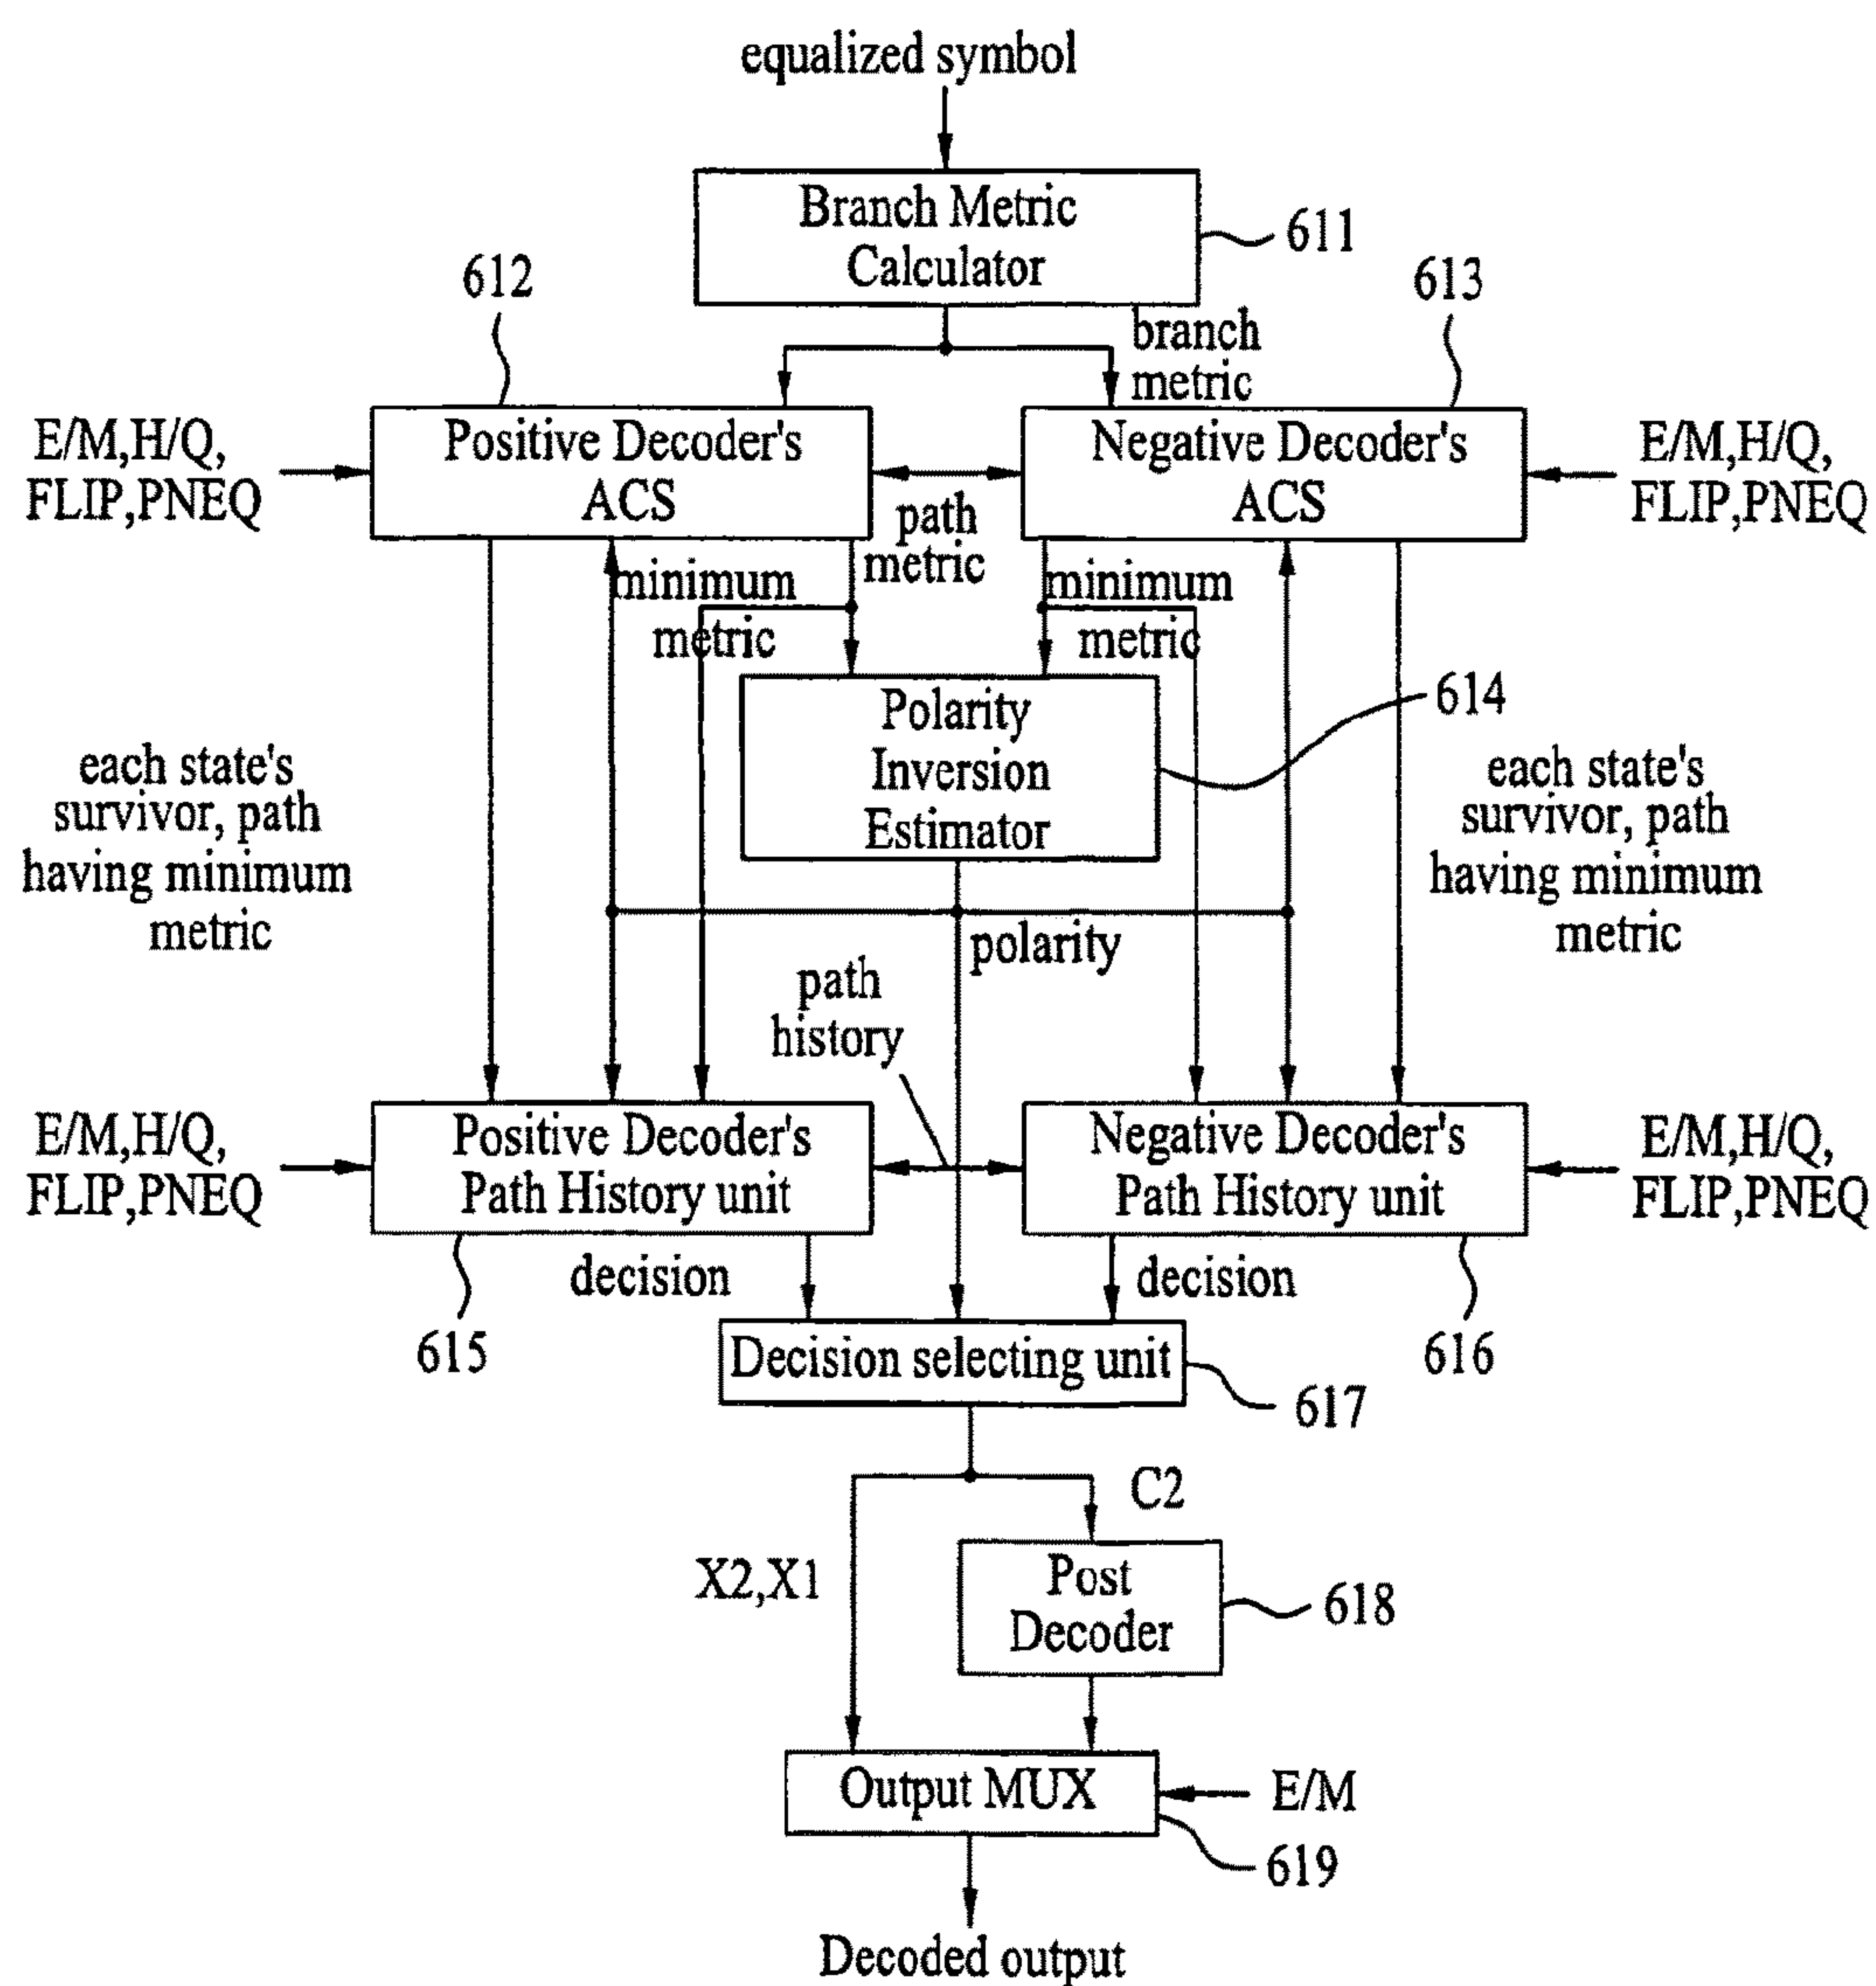 equalized symbol
Branch Metric
Calculator
611
612
613
branch
metric
E/M,H/Q,
FLIP,PNEQ
Positive Decoder's
ACS
path
metric
Negative Decoder's
ACS
E/M,H/Q,
FLIP,PNEQ
minimum
metric
minimum
metric
Polarity
Inversion
Estimator
614
each state's
survivor, path
having minimum
metric
each state's
survivor, path
having minimum
metric
polarity
path
history
E/M,H/Q,
FLIP,PNEQ
Positive Decoder's
Path History unit
Negative Decoder's
Path History unit
E/M,H/Q,
FLIP,PNEQ
decision
decision
615
616
Decision selecting unit
617
C2
X2,X1
Post
Decoder
618
Output MUX
E/M
619
Decoded output